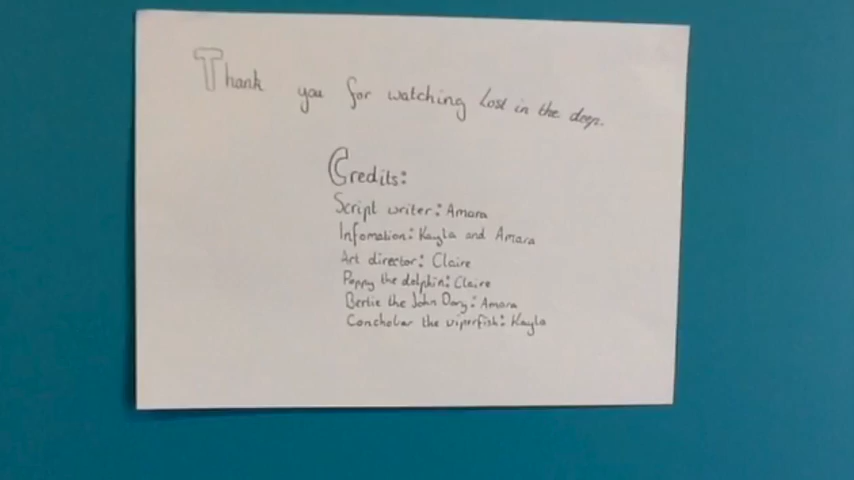 Thank you for watching Lost in the deep.
Credits:
Script writer: Amara
Infomation: Kayla and Amara
Art director: Claire
Poppy the dolphin: Claire
Bertie the John Dory: Amara
Conchobar the viperfish: Kayla